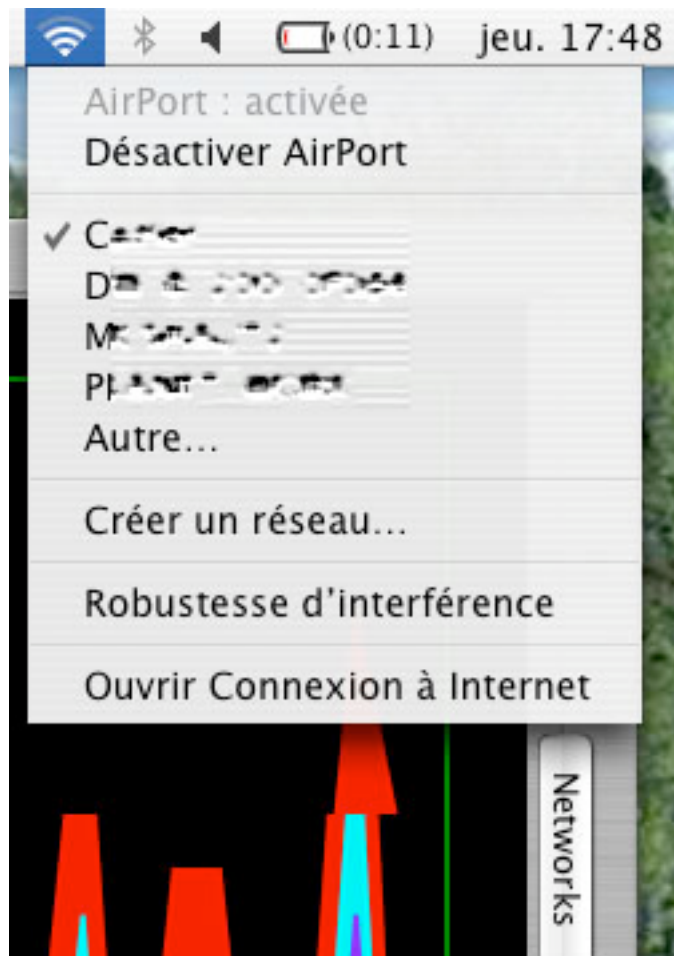 (0:11) jeu. 17:48
AirPort : activée
Désactiver AirPort
Autre...
Créer un réseau...
Robustesse d'interférence
Ouvrir Connexion à Internet
Networks